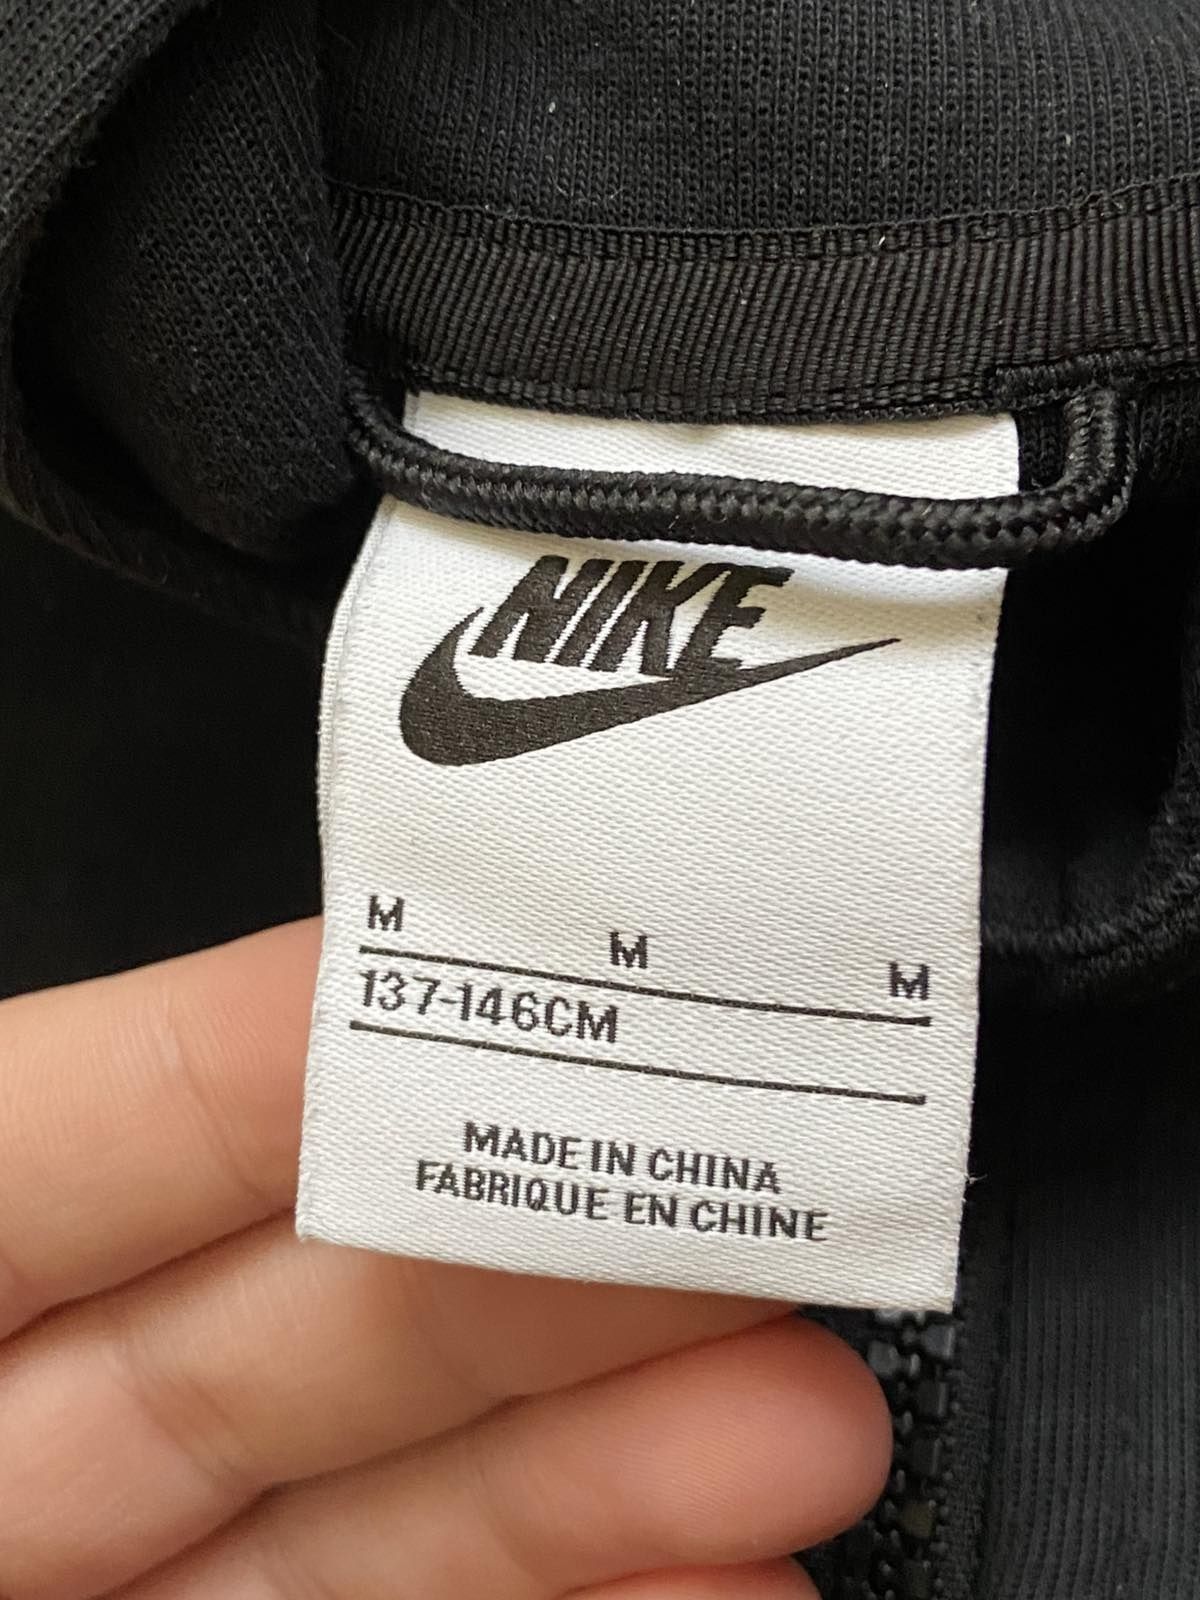 NIKE
M M M
137-146CM
MADE IN CHINA
FABRIQUE EN CHINE